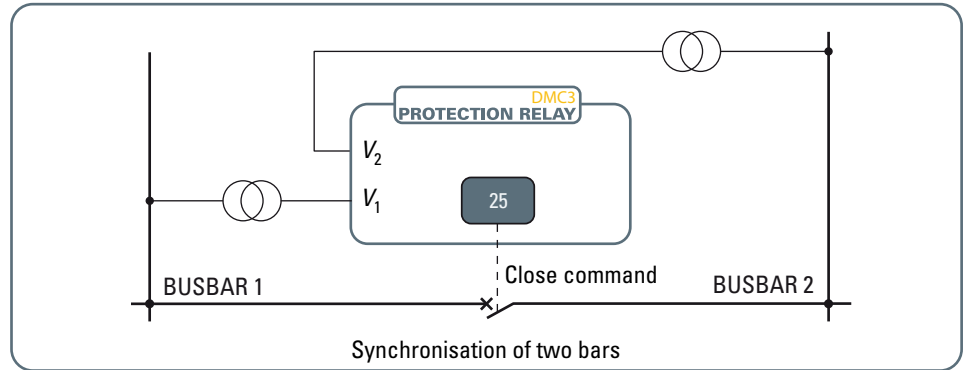 DMC3
PROTECTION RELAY
V2
V1
25
Close command
BUSBAR 1
BUSBAR 2
Synchronisation of two bars